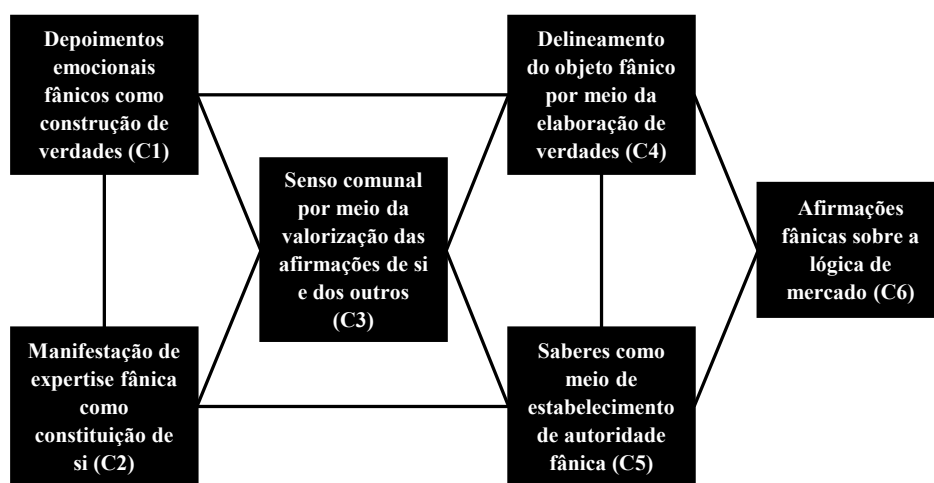 Depoimentos
emocionais
fânicos como
construção de
verdades (C1)
Delineamento
do objeto fânico
por meio da
elaboração de
verdades (C4)
Senso comunal
por meio da
valorização das
afirmações de si
e dos outros
(C3)
Afirmações
fânicas sobre a
lógica de
mercado (C6)
Manifestação de
expertise fânica
como
constituição de
si (C2)
Saberes como
meio de
estabelecimento
de autoridade
fânica (C5)